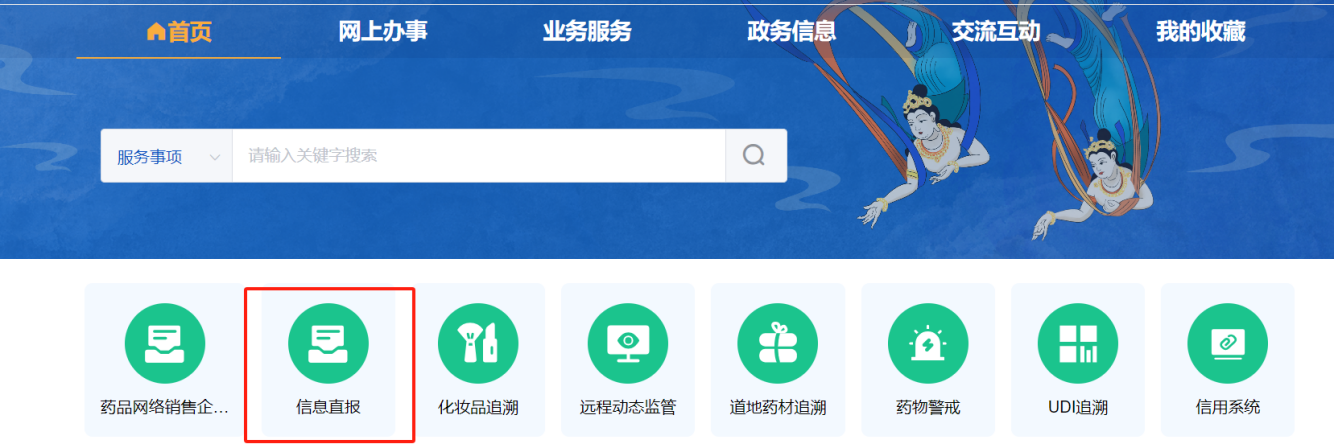 首页 网上办事 业务服务 政务信息 交流互动 我的收藏
服务事项 请输入关键字搜索
药品网络销售企... 信息直报 化妆品追溯 远程动态监管 道地药材追溯 药物警戒 UDI追溯 信用系统